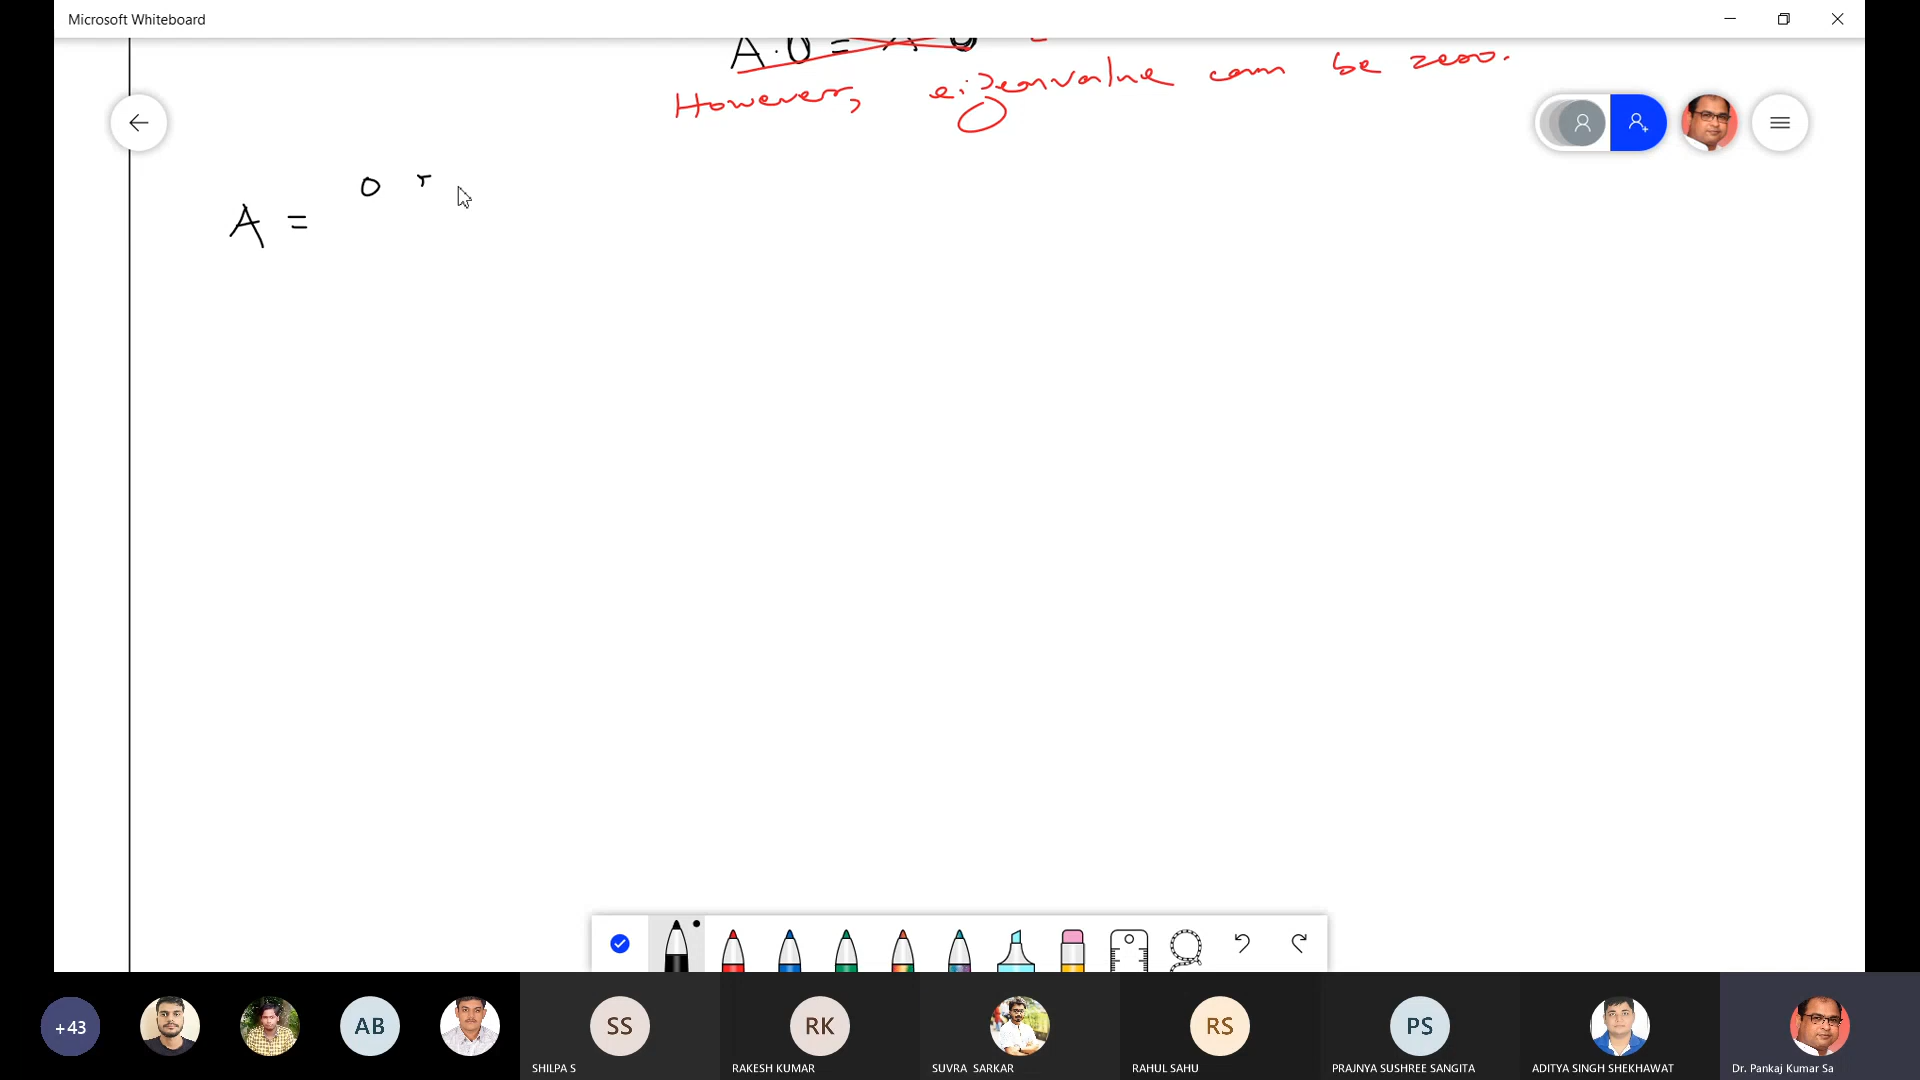 Microsoft Whiteboard
A . 0 =
However, eigenvalue can be zero.
0
A =
+43
AB
SS
RK
RS
PS
SHILPA S
RAKESH KUMAR
SUVRA SARKAR
RAHUL SAHU
PRAJNYA SUSHREE SANGITA
ADITYA SINGH SHEKHAWAT
Dr. Pankaj Kumar Sa